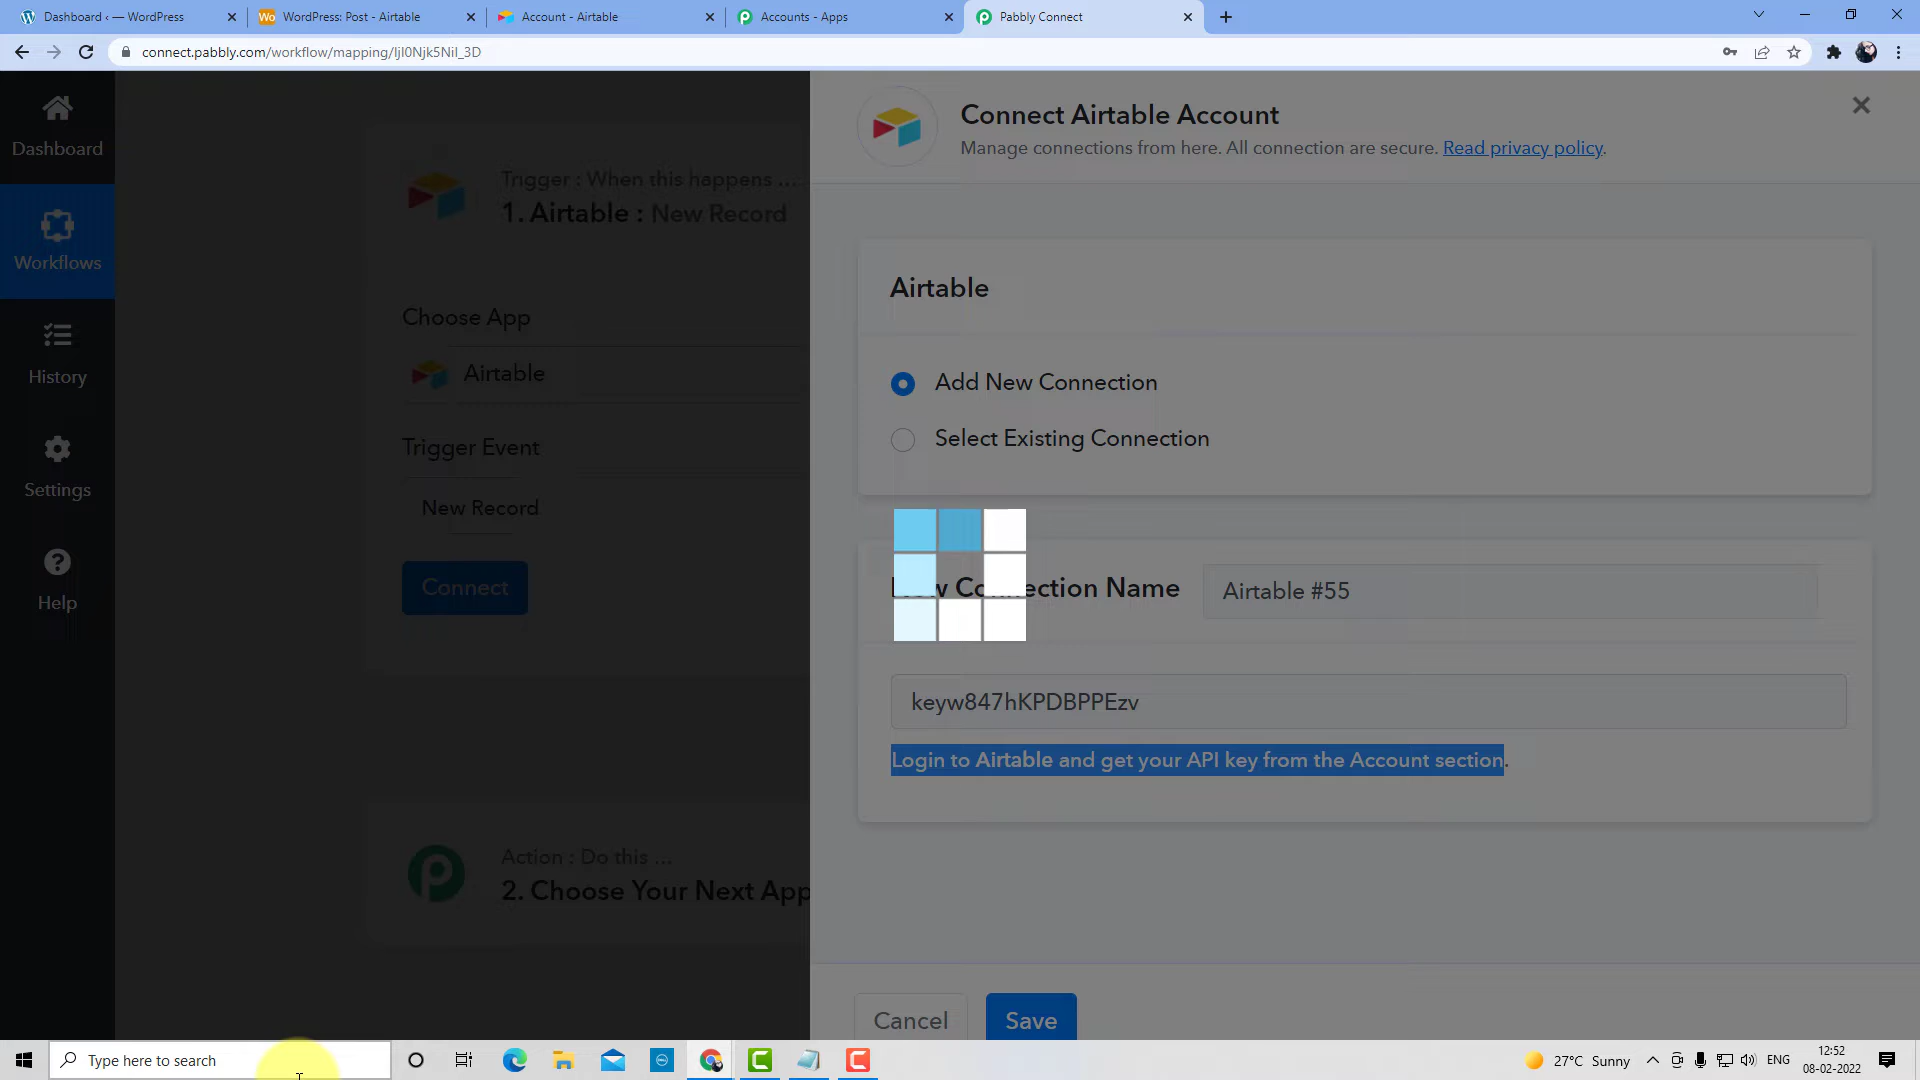 Dashboard ‹ — WordPress
WordPress: Post - Airtable
Account - Airtable
Accounts - Apps
Pabbly Connect
connect.pabbly.com/workflow/mapping/IjI0Njk5NiI_3D
Dashboard
Workflows
History
Settings
Help
Trigger : When this happens ...
1. Airtable : New Record
Choose App
Airtable
Trigger Event
New Record
Connect
Action : Do this ...
2. Choose Your Next App
Connect Airtable Account
Manage connections from here. All connection are secure. Read privacy policy.
Airtable
Add New Connection
Select Existing Connection
New Connection Name
Airtable #55
keyw847hKPDBPPEzv
Login to Airtable and get your API key from the Account section.
Cancel
Save
Type here to search
27°C Sunny
ENG
12:52
08-02-2022